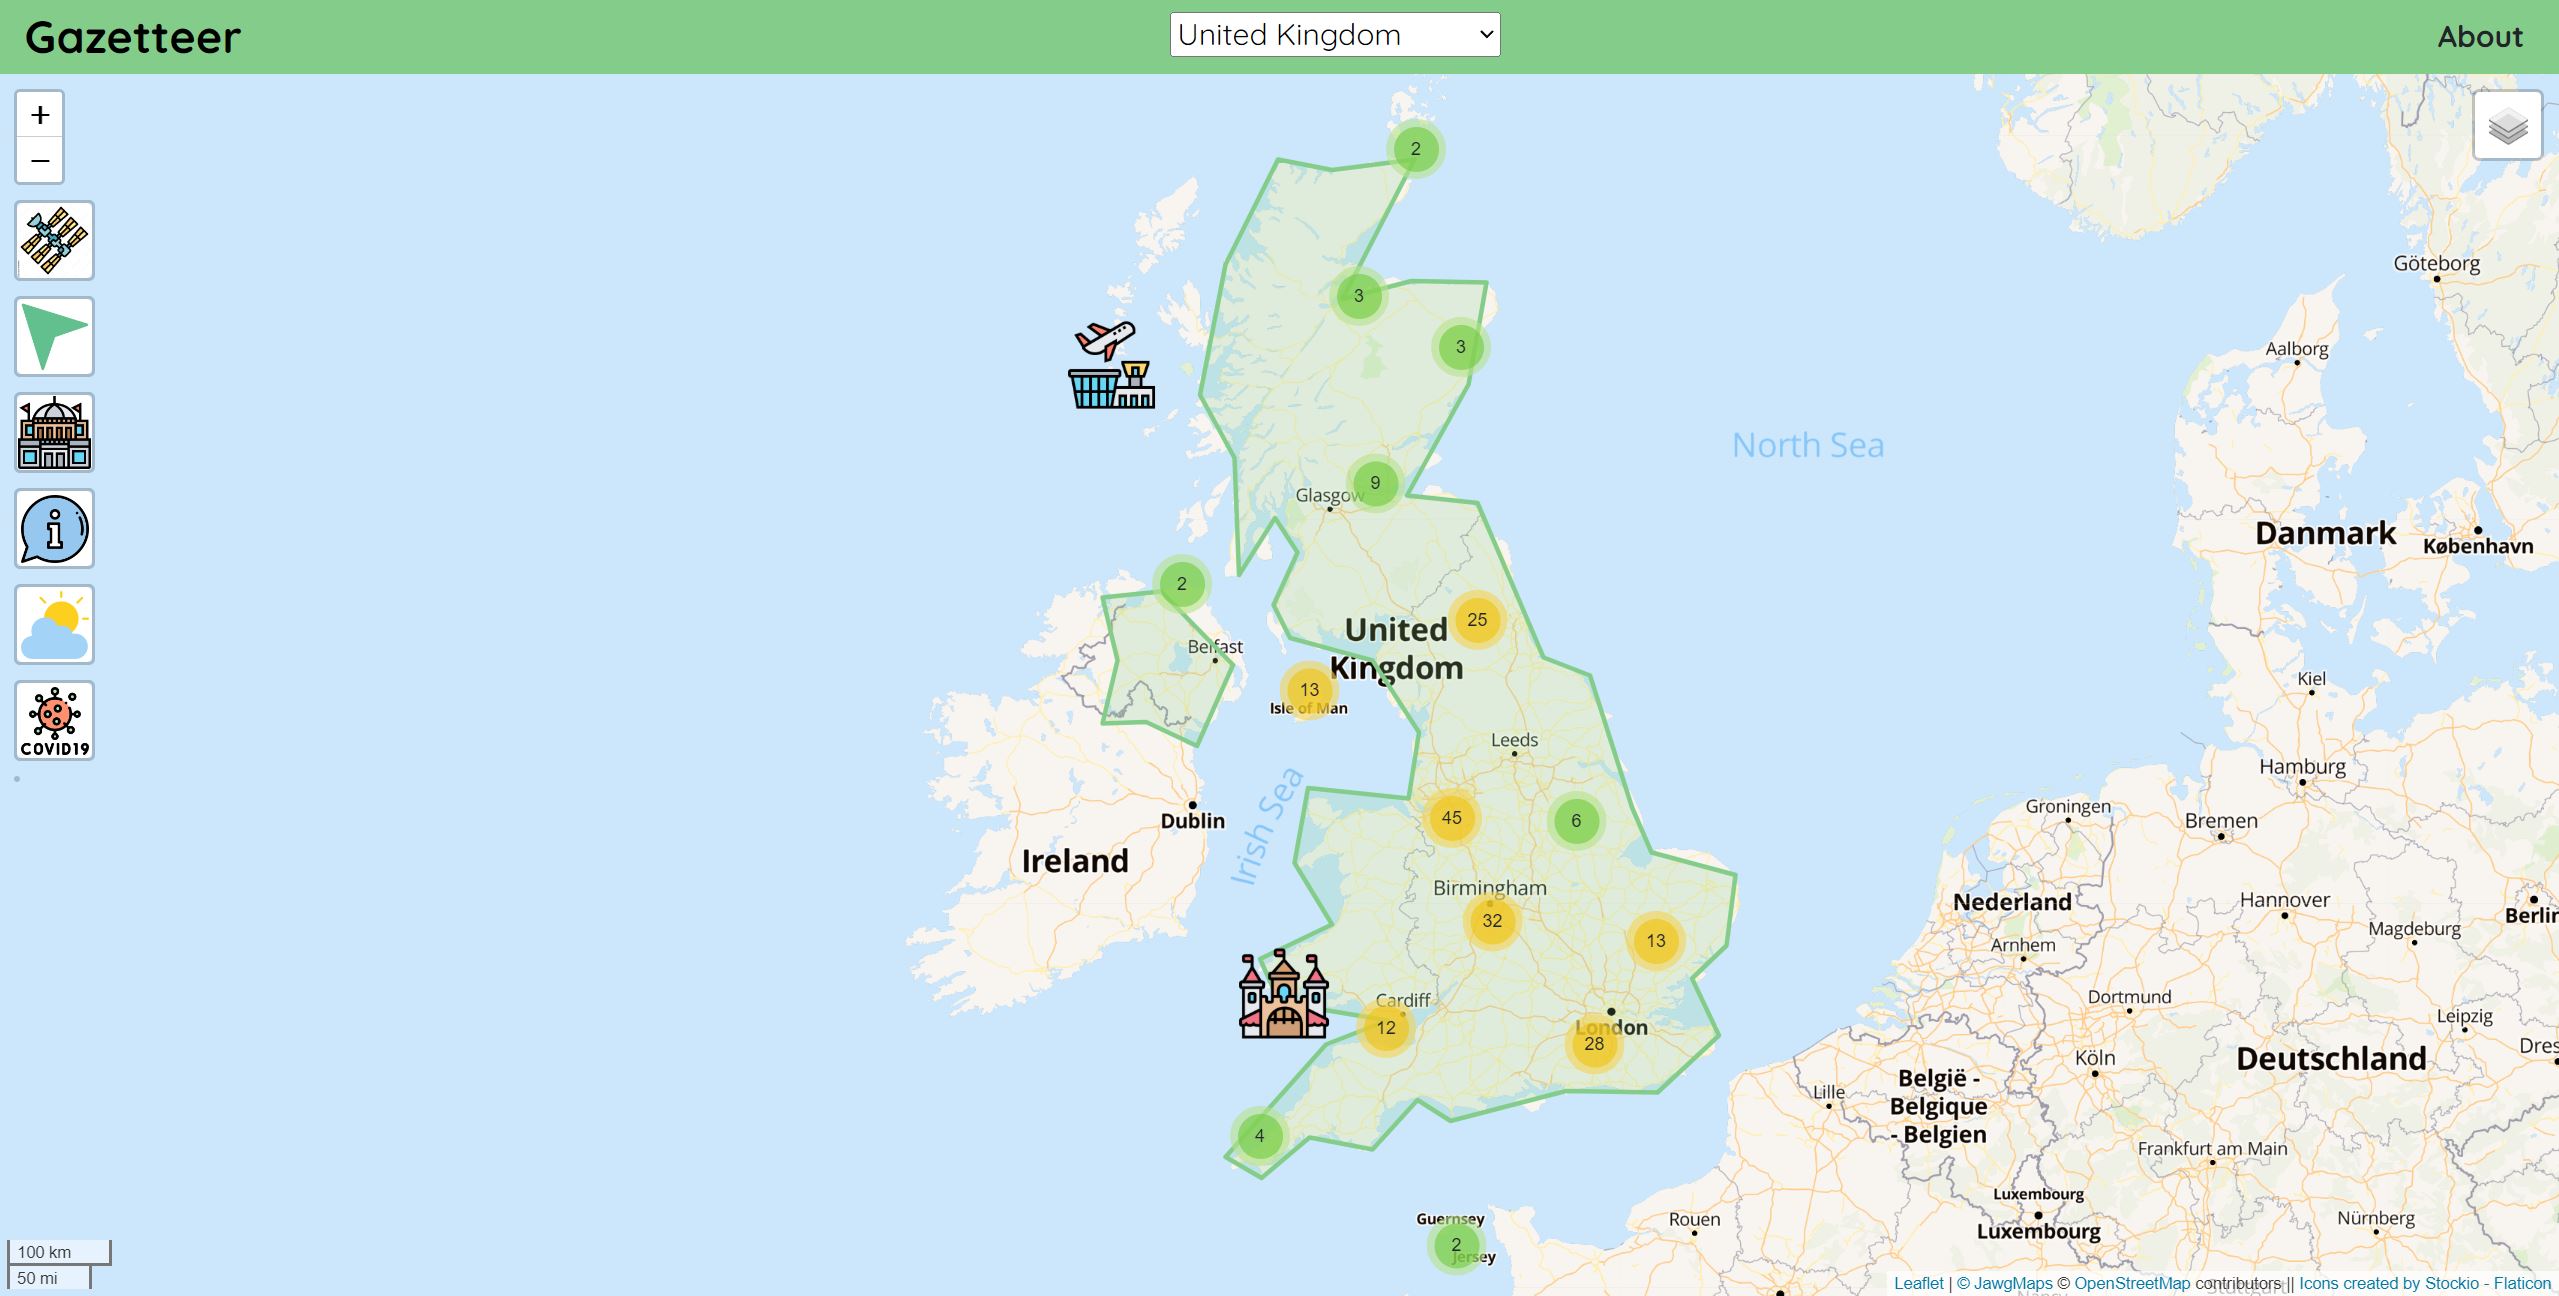 Gazetteer
United Kingdom
About
+
−
2
Göteborg
3
3
Aalborg
North Sea
9
Glasgow
Danmark
København
2
25
United
Kingdom
Belfast
13
Isle of Man
Kiel
COVID19
Leeds
Hamburg
Groningen
Dublin
45
6
Bremen
Irish Sea
Ireland
Birmingham
32
13
Nederland
Hannover
Berlin
Arnhem
Magdeburg
Cardiff
12
London
28
Dortmund
Leipzig
Köln
Deutschland
Dres
België -
Belgique
- Belgien
Lille
4
Frankfurt am Main
Luxembourg
Luxembourg
Guernsey
2
Jersey
Rouen
Nürnberg
100 km
50 mi
Leaflet | © JawgMaps © OpenStreetMap contributors || Icons created by Stockio - Flaticon